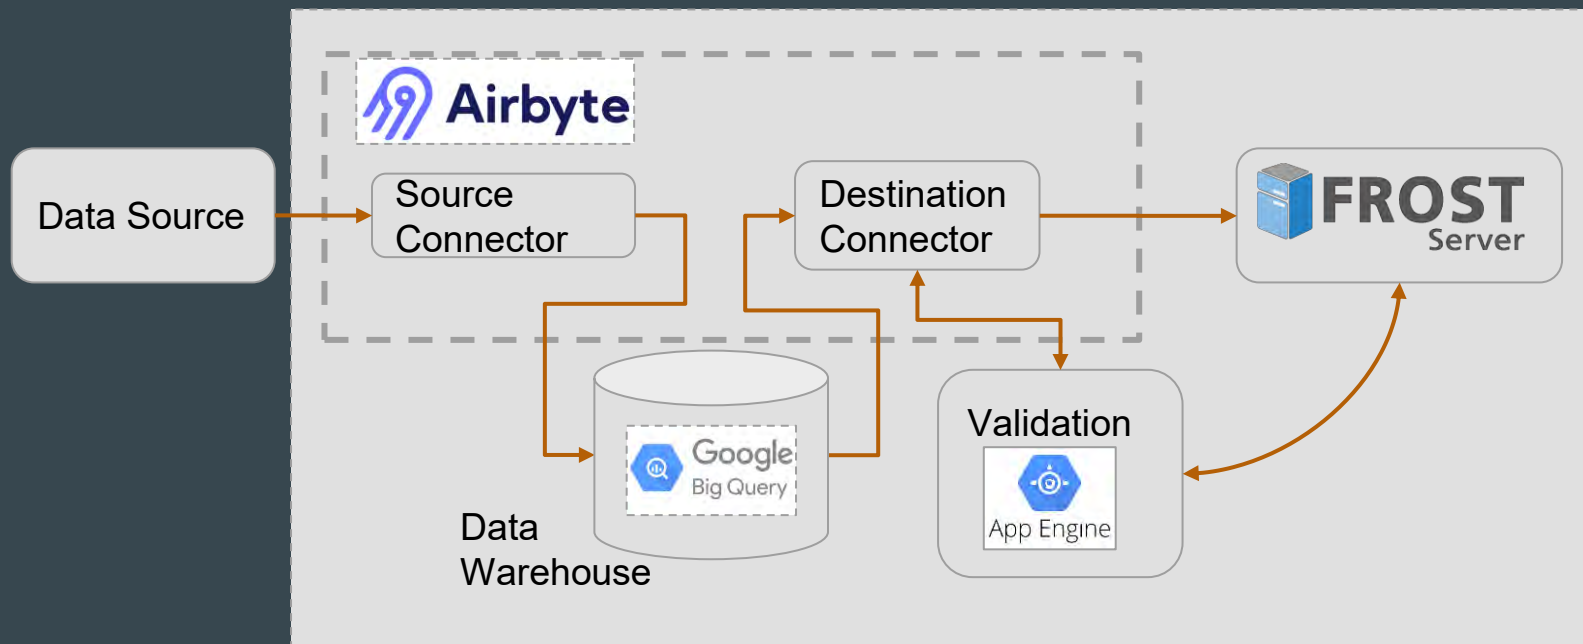 Airbyte
Data Source
Source
Connector
Destination
Connector
FROST
Server
Google
Big Query
Data
Warehouse
Validation
App Engine